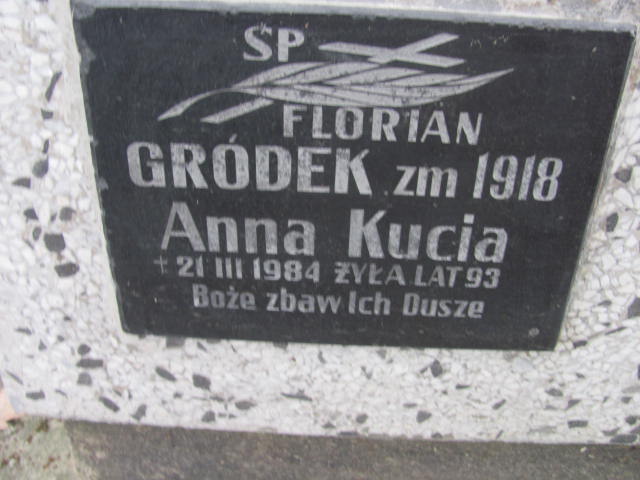 ŚP
FLORIAN
GRÓDEK zm 1918
Anna Kucia
+ 21 III 1984 ŻYŁA LAT 93
Boże zbaw Ich Dusze